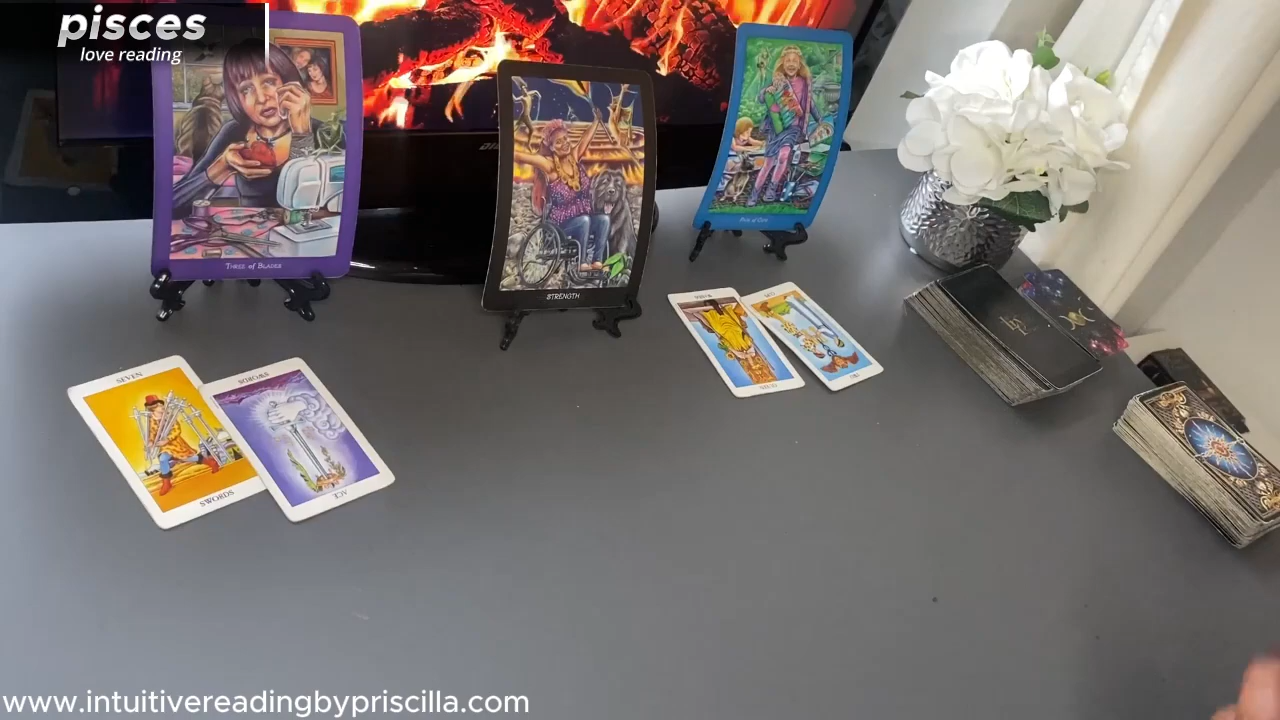 pisces
love reading
THREE of BLADES
STRENGTH
SEVEN
SWORDS
SWORDS
ACE
www.intuitivereadingbypriscilla.com